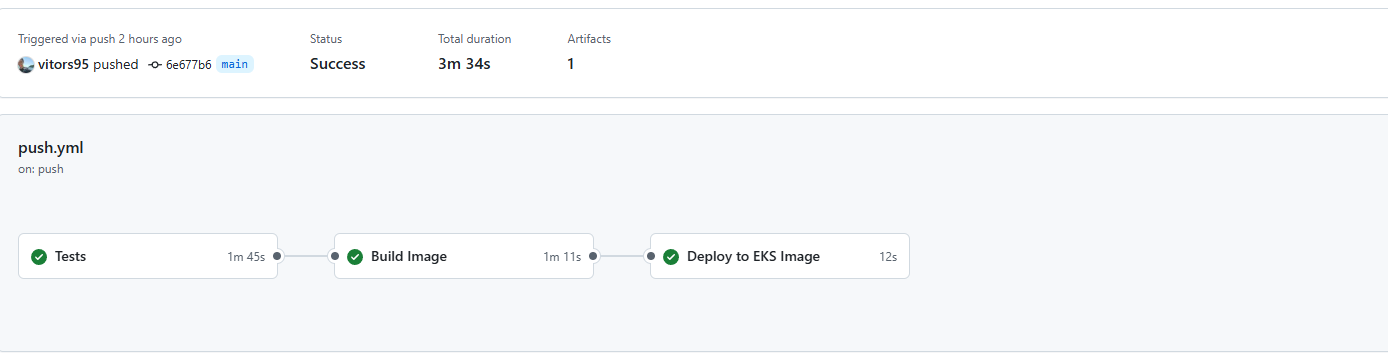 Triggered via push 2 hours ago
vitors95 pushed 6e677b6 main
Status
Success
Total duration
3m 34s
Artifacts
1
push.yml
on: push
Tests 1m 45s
Build Image 1m 11s
Deploy to EKS Image 12s